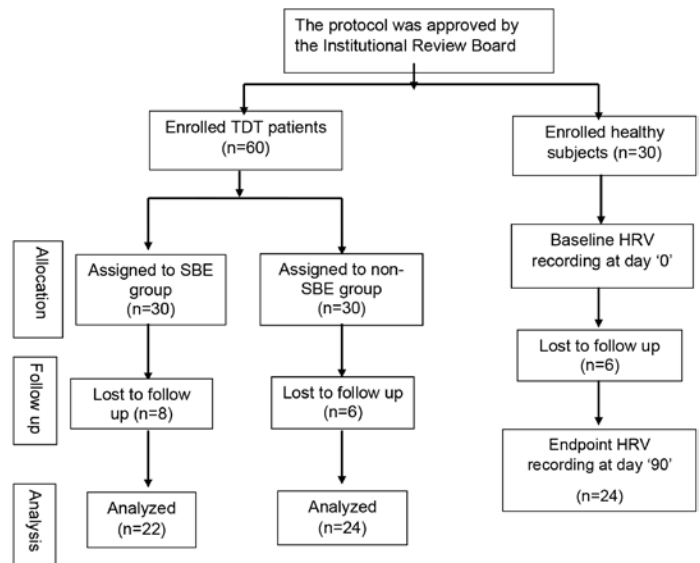 The protocol was approved by
the Institutional Review Board
Enrolled TDT patients
(n=60)
Enrolled healthy
subjects (n=30)
Allocation
Assigned to SBE
group
(n=30)
Assigned to non-
SBE group
(n=30)
Baseline HRV
recording at day ‘0’
Follow up
Lost to follow
up (n=8)
Lost to follow up
(n=6)
Lost to follow up
(n=6)
Endpoint HRV
recording at day ‘90’
(n=24)
Analysis
Analyzed
(n=22)
Analyzed
(n=24)